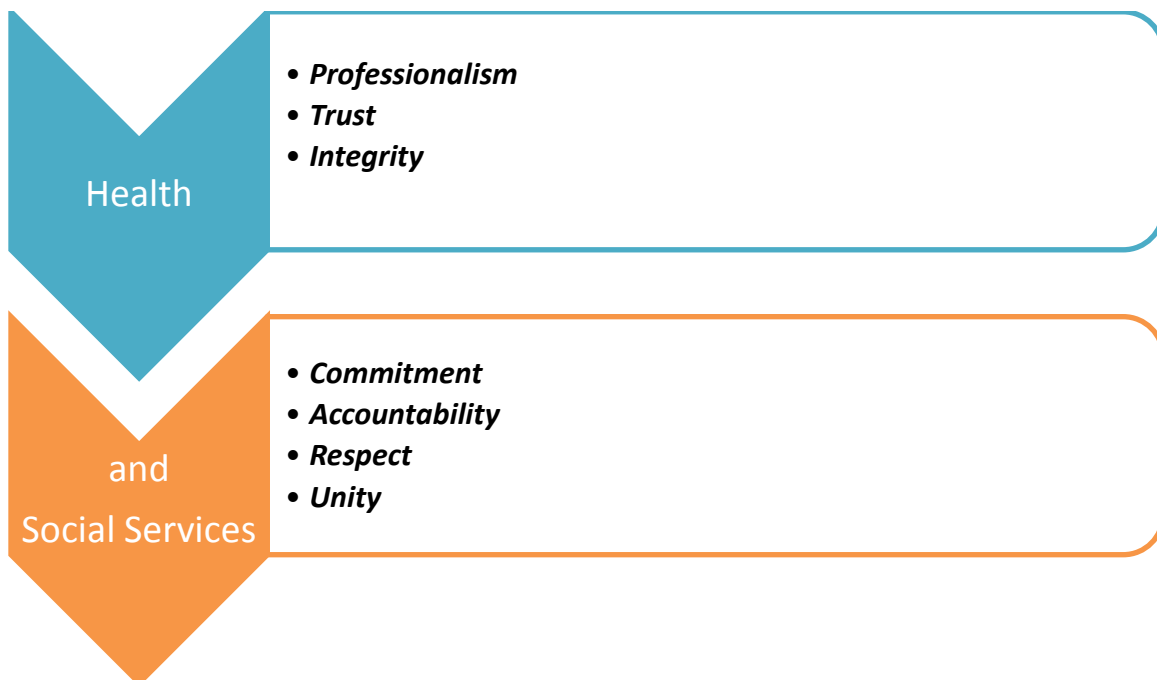 Health
• Professionalism
• Trust
• Integrity
and
Social Services
• Commitment
• Accountability
• Respect
• Unity